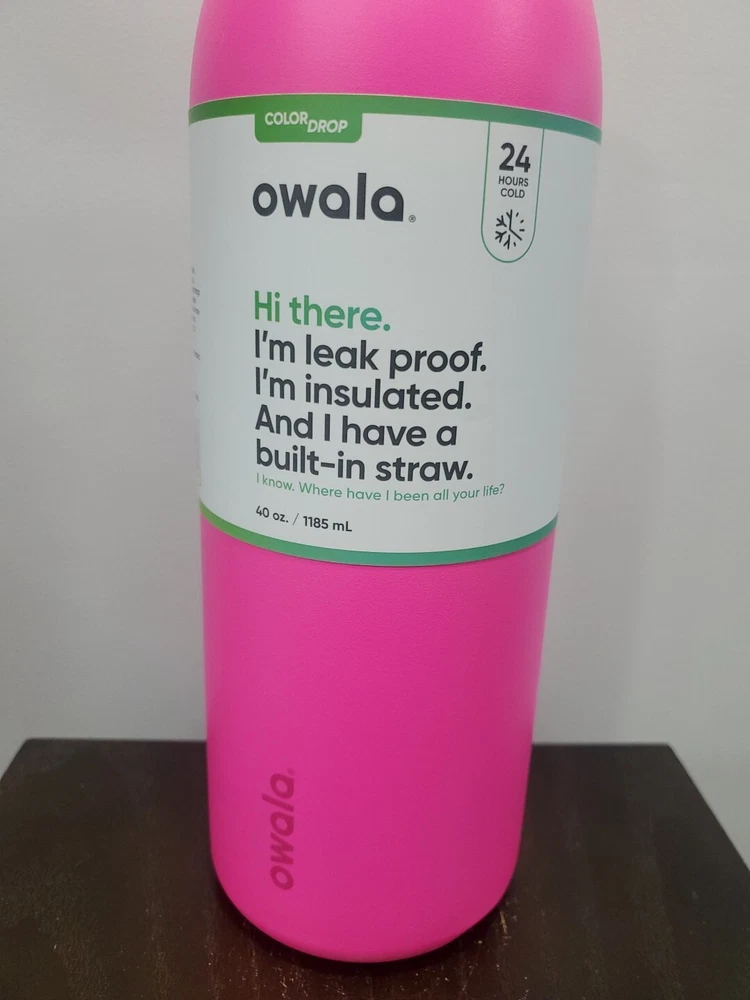 COLOR DROP
owala®
24
HOURS
COLD
Hi there.
I'm leak proof.
I'm insulated.
And I have a
built-in straw.
I know. Where have I been all your life?
40 oz. / 1185 mL
owala®